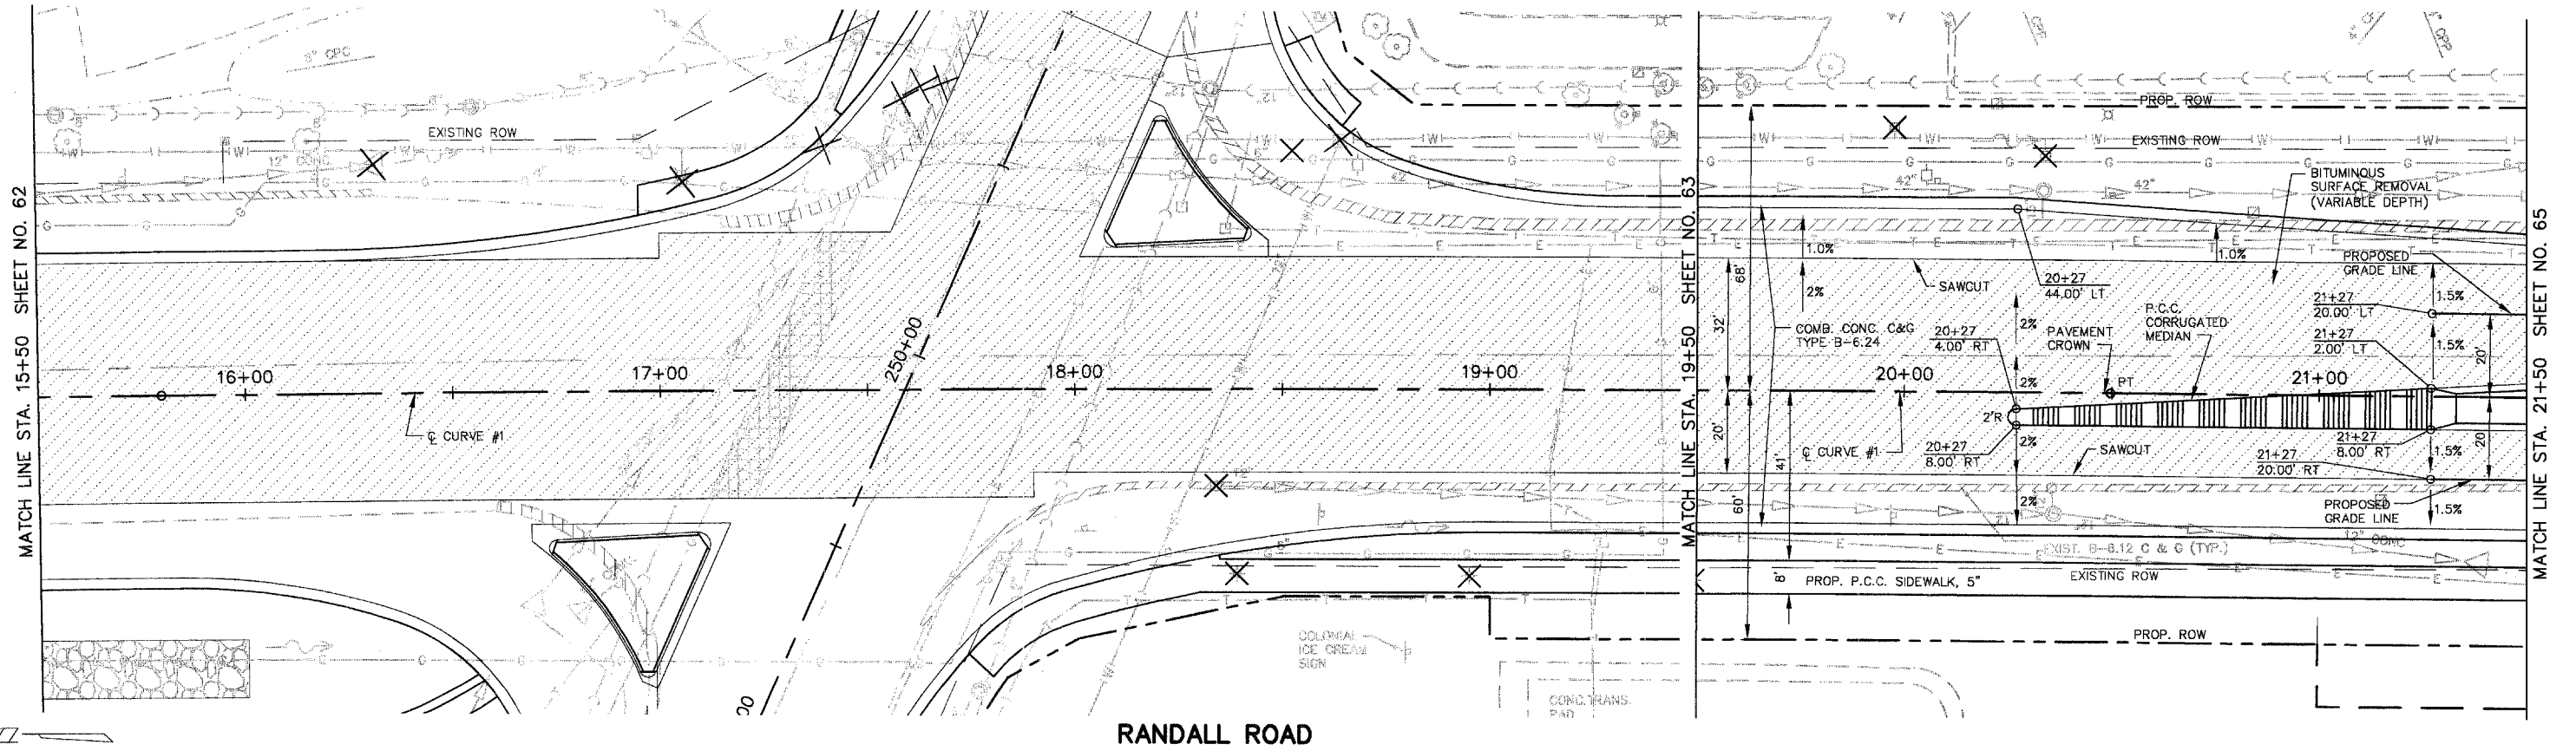 MATCH LINE STA. 15+50 SHEET NO. 62
EXISTING ROW
12" CONC
16+00
17+00
250+00
18+00
19+00
℄ CURVE #1
42"
12"
COLONIAL
ICE CREAM
SIGN
CONC.TRANS.
PAD
MATCH LINE STA. 19+50 SHEET NO. 63
PROP. ROW
EXISTING ROW
42"
42"
BITUMINOUS
SURFACE REMOVAL
(VARIABLE DEPTH)
PROPOSED
GRADE LINE
68'
1.0%
1.0%
2%
32'
SAWCUT
20+27
44.00' LT
COMB. CONC. C&G
TYPE B-6.24
20+27
4.00' RT
2%
PAVEMENT
CROWN
P.C.C.
CORRUGATED
MEDIAN
21+27
20.00' LT
21+27
2.00' LT
1.5%
1.5%
20'
2%
20+00
PT
21+00
2'R
20'
41'
60'
℄ CURVE #1
20+27
8.00' RT
2%
SAWCUT
21+27
8.00' RT
21+27
20.00' RT
1.5%
20
2%
PROPOSED
GRADE LINE
1.5%
EXIST. B-6.12 C & G (TYP.)
12" CONC
8'
PROP. P.C.C. SIDEWALK, 5"
EXISTING ROW
PROP. ROW
MATCH LINE STA. 21+50 SHEET NO. 65
RANDALL ROAD